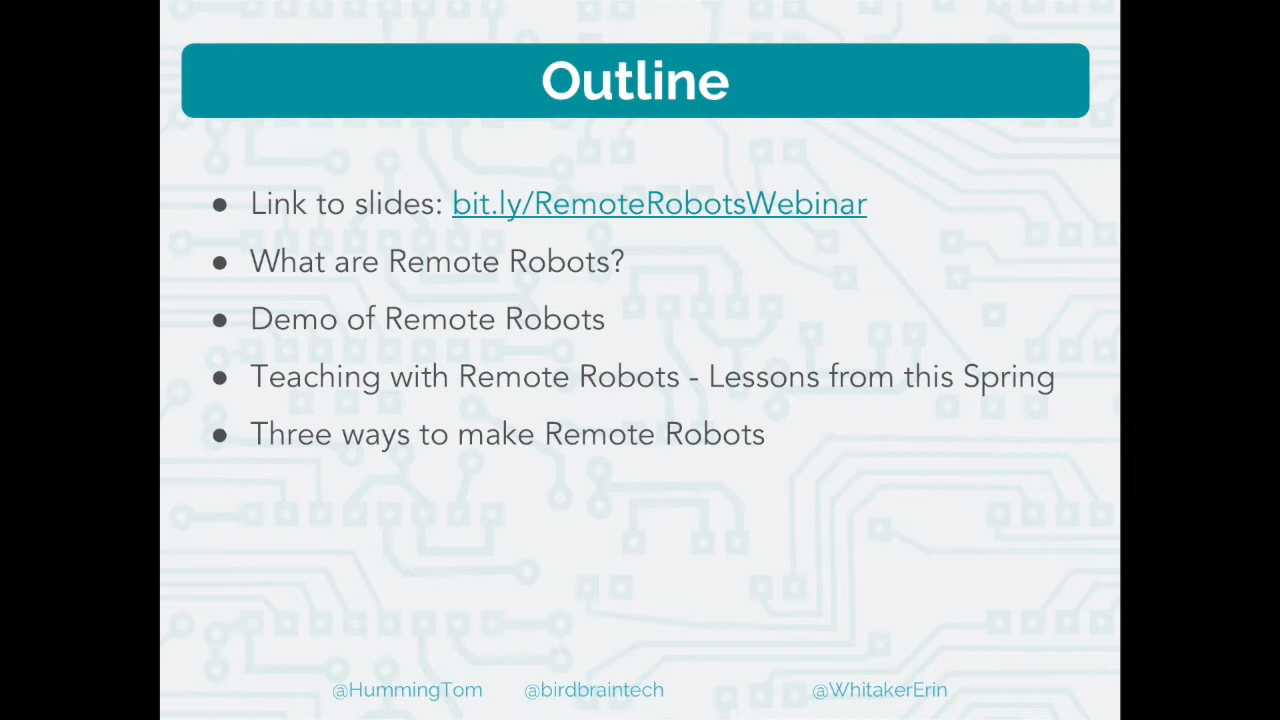 Outline
● Link to slides: bit.ly/RemoteRobotsWebinar
● What are Remote Robots?
● Demo of Remote Robots
● Teaching with Remote Robots - Lessons from this Spring
● Three ways to make Remote Robots
@HummingTom @birdbraintech @WhitakerErin